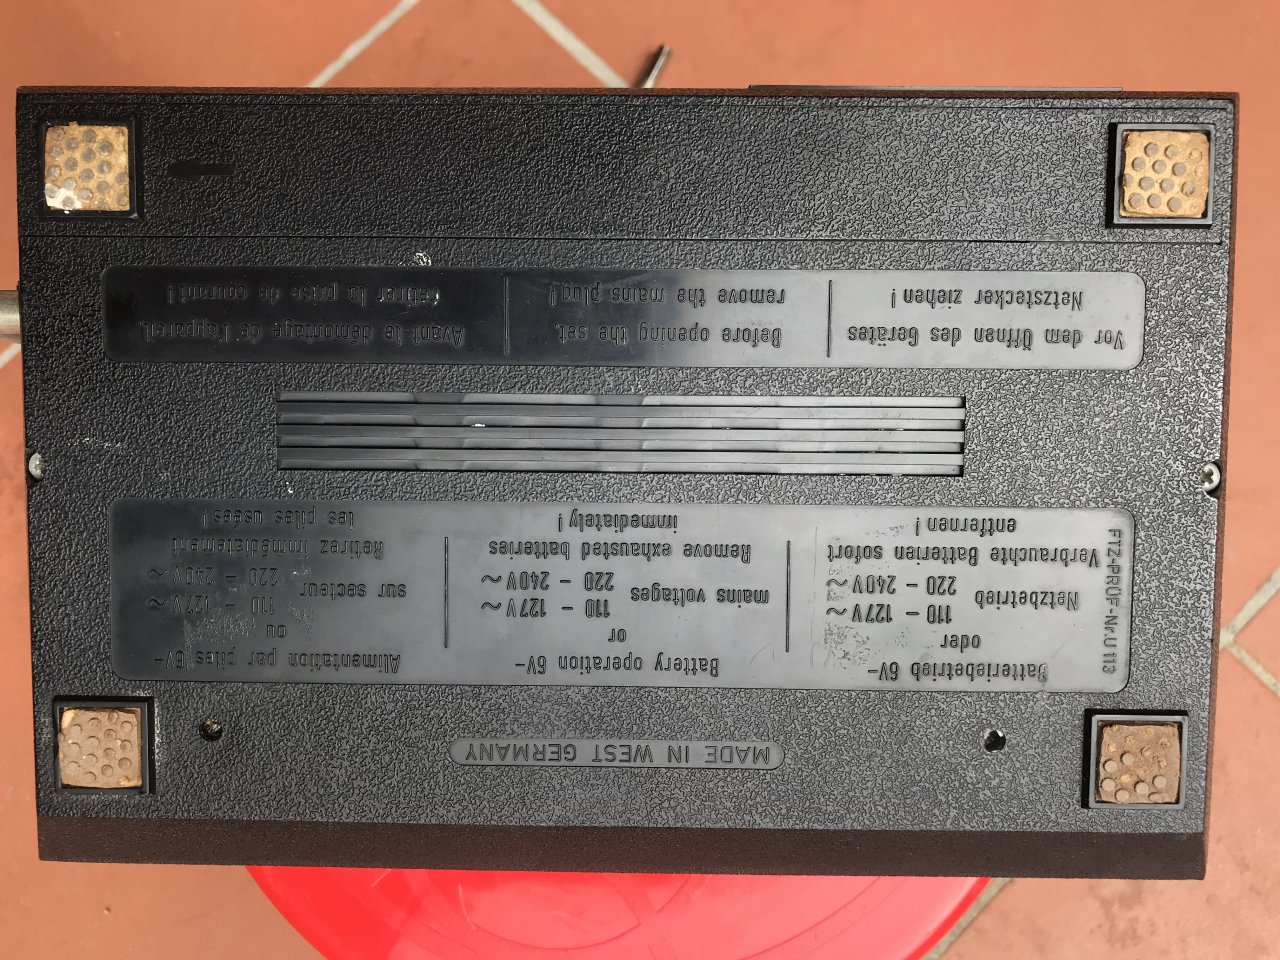 MADE IN WEST GERMANY
FTZ-PRÜF-Nr.U 113
Batteriebetrieb 6V–
oder
Netzbetrieb 110 – 127V ~
220 – 240V ~
Verbrauchte Batterien sofort
entfernen!
Battery operation 6V–
or
mains voltages 110 – 127V ~
220 – 240V ~
Remove exhausted batteries
immediately!
Alimentation par piles 6V–
ou
sur secteur 110 – 127V ~
220 – 240V ~
Retirez immédiatement
les piles usées!
Vor dem Öffnen des Gerätes
Netzstecker ziehen!
Before opening the set,
remove the mains plug!
Avant le démontage de l'appareil,
retirer la prise de courant!